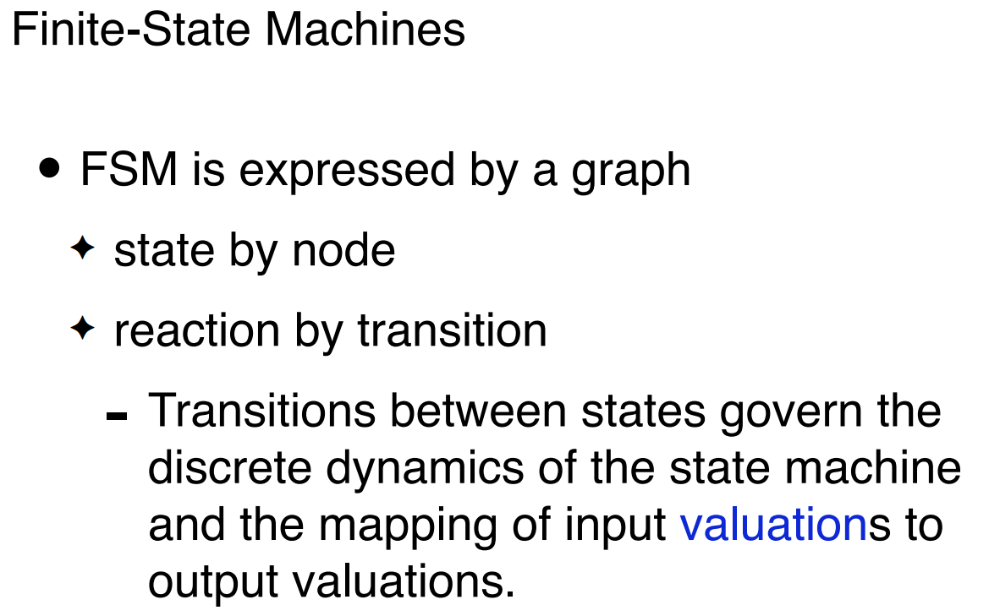 Finite-State Machines
• FSM is expressed by a graph
✦ state by node
✦ reaction by transition
- Transitions between states govern the
discrete dynamics of the state machine
and the mapping of input valuations to
output valuations.